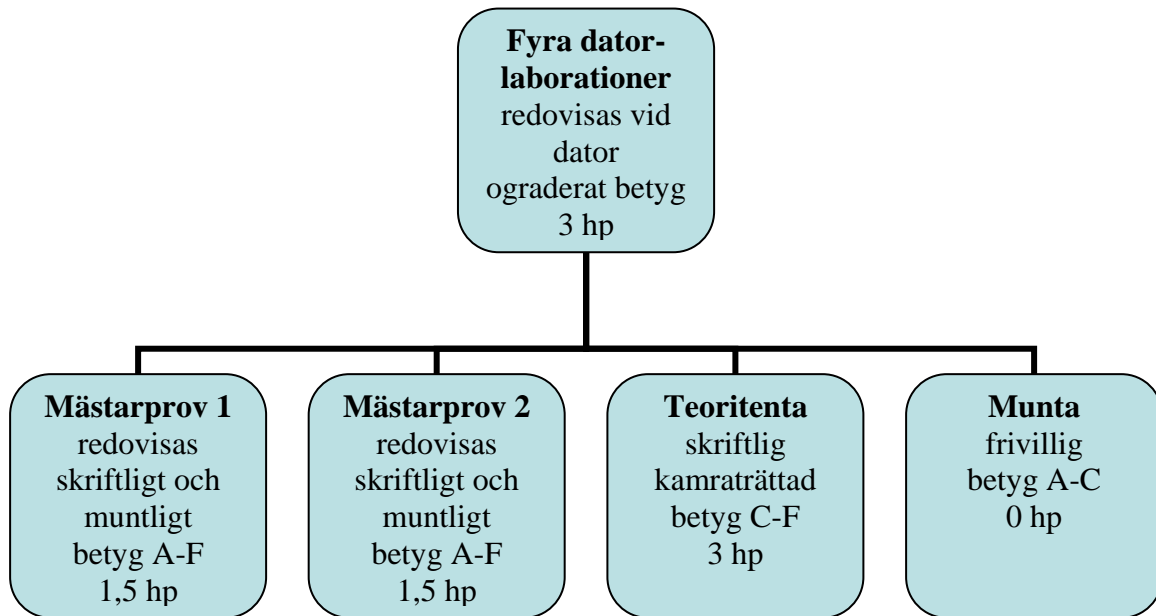 Fyra dator-
laborationer
redovisas vid
dator
ograderat betyg
3 hp
Mästarprov 1
redovisas
skriftligt och
muntligt
betyg A-F
1,5 hp
Mästarprov 2
redovisas
skriftligt och
muntligt
betyg A-F
1,5 hp
Teoritenta
skriftlig
kamraträttad
betyg C-F
3 hp
Munta
frivillig
betyg A-C
0 hp